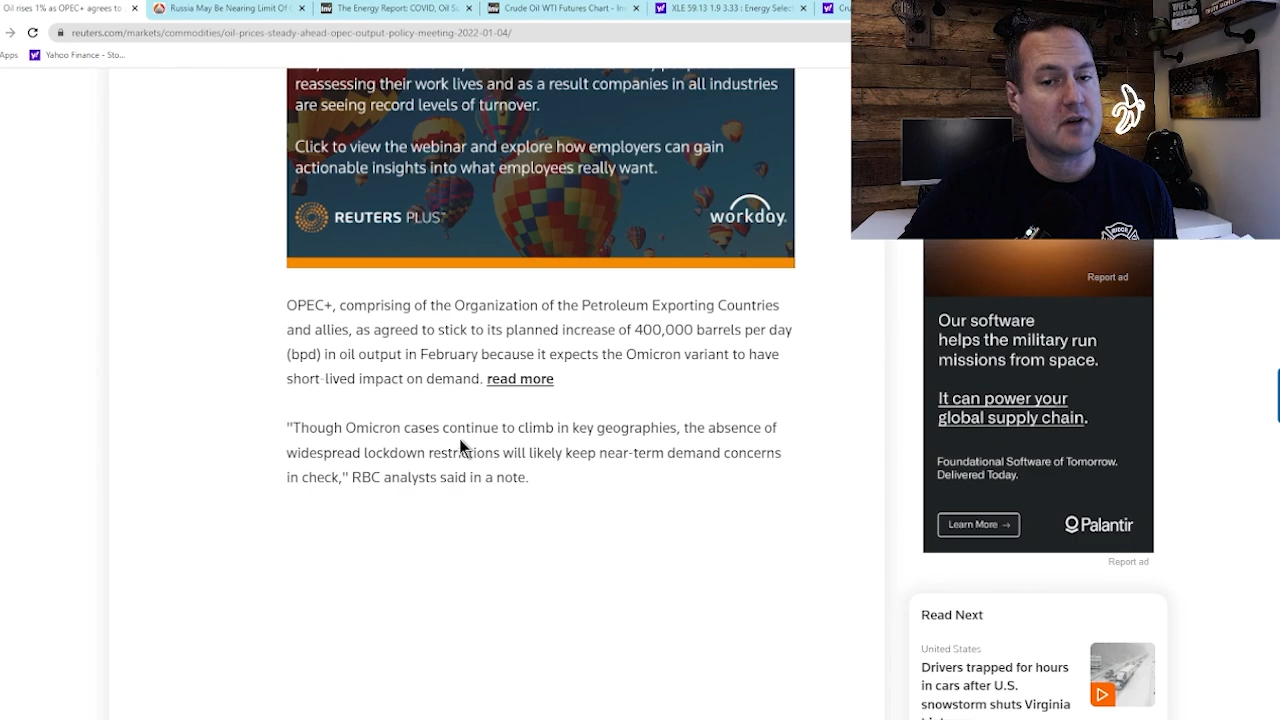 Oil rises 1% as OPEC+ agrees to
Russia May Be Nearing Limit Of
The Energy Report: COVID, Oil Su
Crude Oil WTI Futures Chart - Inv
XLE 59.13 1.9 3.33 : Energy Select
Cru
reuters.com/markets/commodities/oil-prices-steady-ahead-opec-output-policy-meeting-2022-01-04/
Apps
Yahoo Finance - Sto...
reassessing their work lives and as a result companies in all industries
are seeing record levels of turnover.
Click to view the webinar and explore how employers can gain
actionable insights into what employees really want.
REUTERS PLUS
workday.
OPEC+, comprising of the Organization of the Petroleum Exporting Countries
and allies, as agreed to stick to its planned increase of 400,000 barrels per day
(bpd) in oil output in February because it expects the Omicron variant to have
short-lived impact on demand. read more
"Though Omicron cases continue to climb in key geographies, the absence of
widespread lockdown restrictions will likely keep near-term demand concerns
in check," RBC analysts said in a note.
Report ad
Our software
helps the military run
missions from space.
It can power your
global supply chain.
Foundational Software of Tomorrow.
Delivered Today.
Learn More →
Palantir
Report ad
Read Next
United States
Drivers trapped for hours
in cars after U.S.
snowstorm shuts Virginia